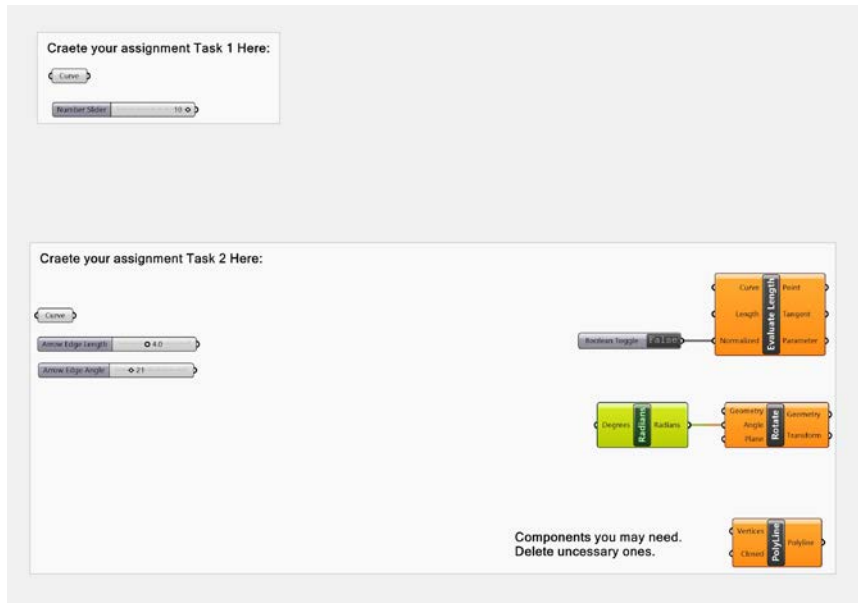 Craete your assignment Task 1 Here:
Curve
Number Slider 10
Craete your assignment Task 2 Here:
Curve
Arrow Edge Length 4.0
Arrow Edge Angle 21
Boolean Toggle False
Curve Point
Length Tangent
Normalized Parameter
Evaluate Length
Degrees Radians Radians
Geometry Geometry
Angle
Plane Transform
Rotate
Components you may need.
Delete uncessary ones.
Vertices
Closed
PolyLine
Polyline